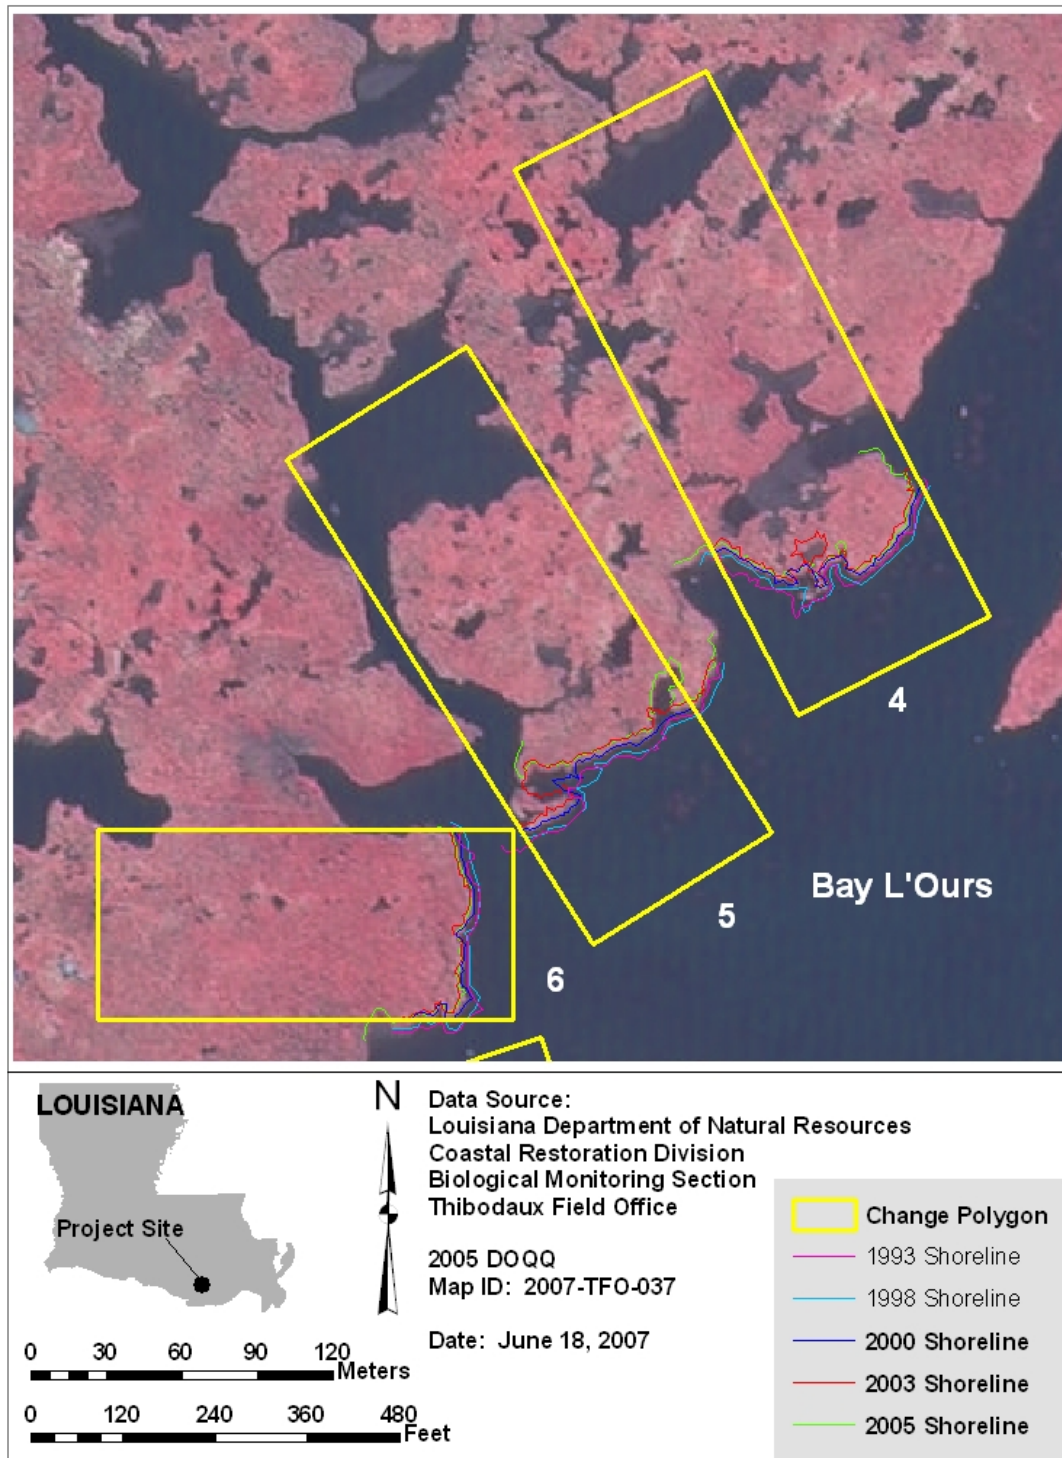 4
Bay L'Ours
5
6
LOUISIANA
Project Site
N
Data Source:
Louisiana Department of Natural Resources
Coastal Restoration Division
Biological Monitoring Section
Thibodaux Field Office
2005 DOQQ
Map ID: 2007-TFO-037
Date: June 18, 2007
0 30 60 90 120
Meters
0 120 240 360 480
Feet
Change Polygon
1993 Shoreline
1998 Shoreline
2000 Shoreline
2003 Shoreline
2005 Shoreline